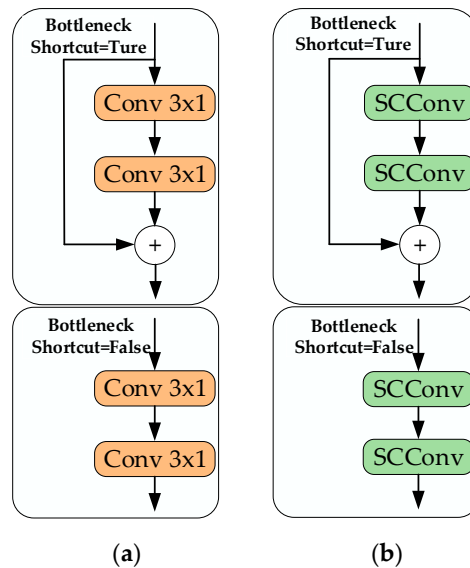 Bottleneck
Shortcut=Ture
Conv 3x1
Conv 3x1
+
Bottleneck
Shortcut=False
Conv 3x1
Conv 3x1
(a)
Bottleneck
Shortcut=Ture
SCConv
SCConv
+
Bottleneck
Shortcut=False
SCConv
SCConv
(b)